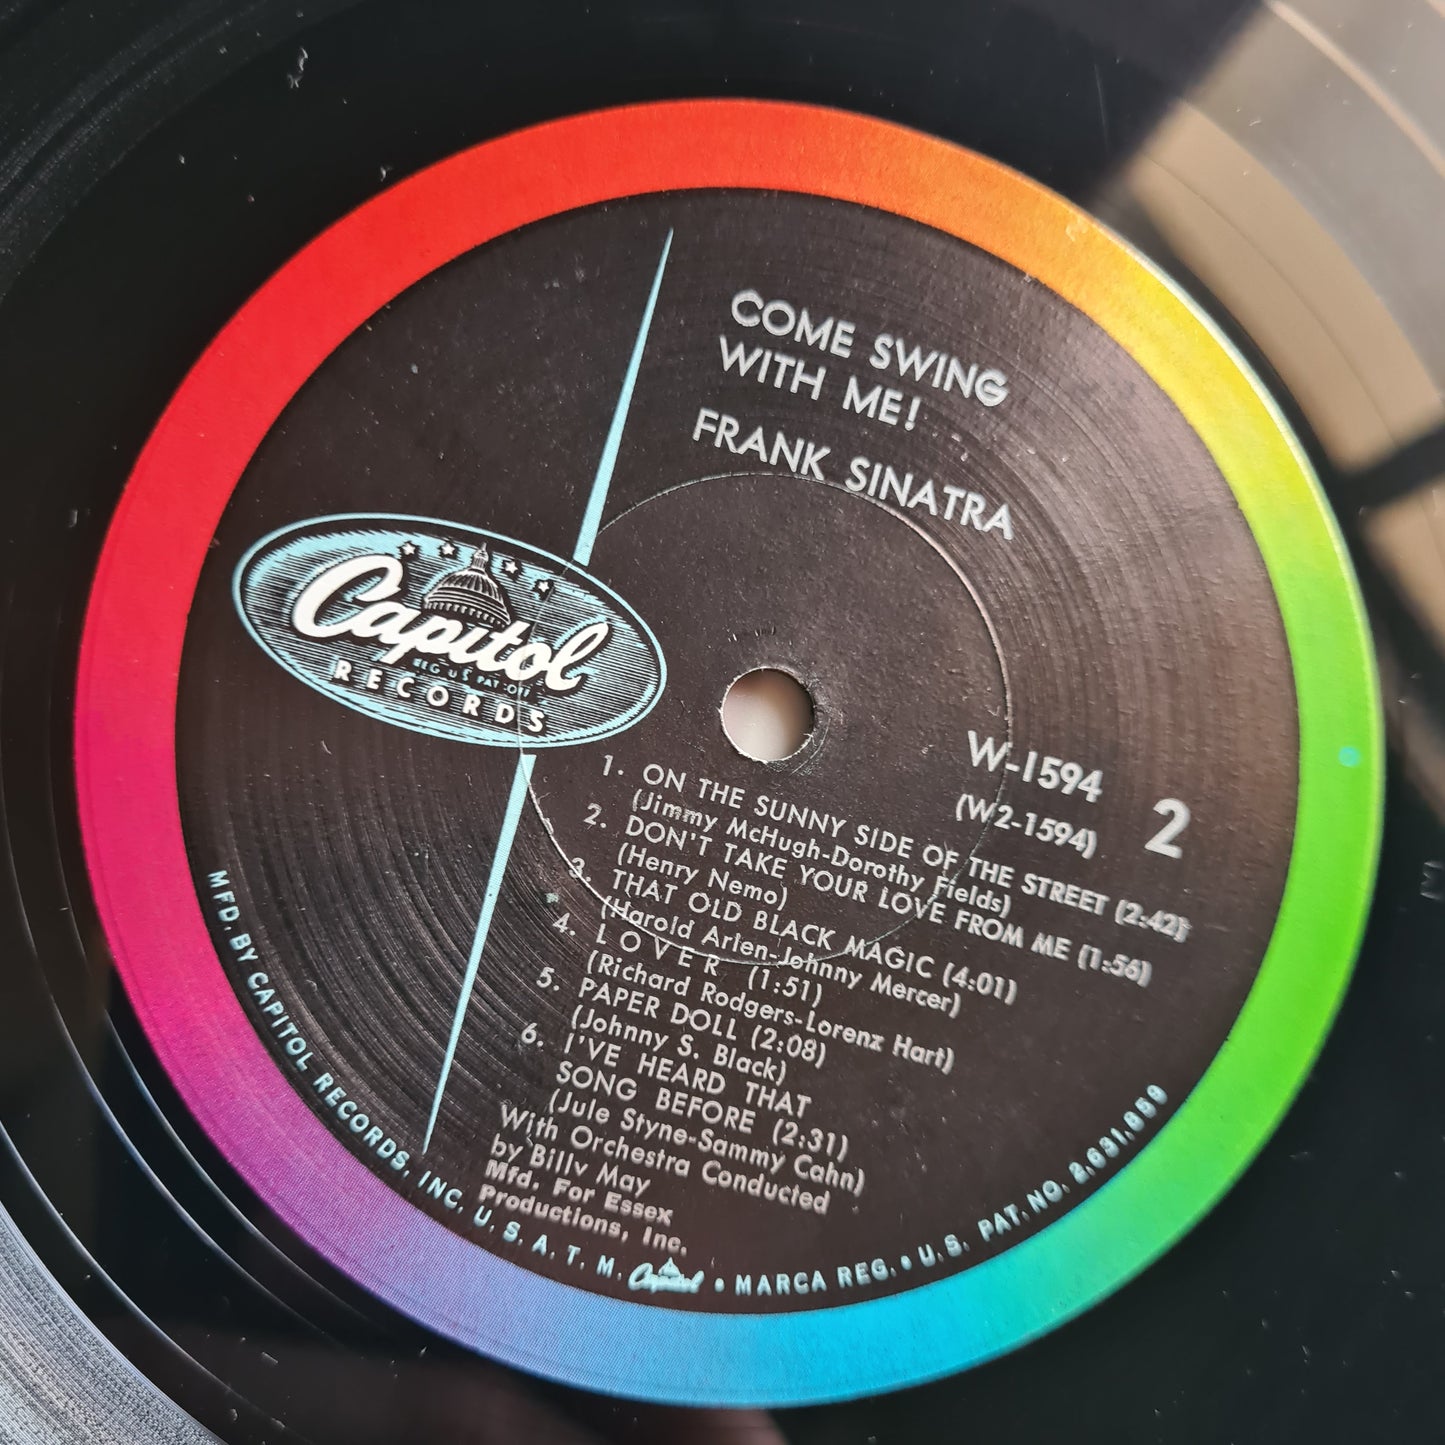 COME SWING
WITH ME!
FRANK SINATRA
Capitol
REG. U.S. PAT. OFF.
RECORDS
W-1594
(W2-1594)
2
1. ON THE SUNNY SIDE OF THE STREET (2:42)
(Jimmy McHugh-Dorothy Fields)
2. DON'T TAKE YOUR LOVE FROM ME (1:56)
(Henry Nemo)
3. THAT OLD BLACK MAGIC (4:01)
(Harold Arlen-Johnny Mercer)
4. LOVER (1:51)
(Richard Rodgers-Lorenz Hart)
5. PAPER DOLL (2:08)
(Johnny S. Black)
6. I'VE HEARD THAT
SONG BEFORE (2:31)
(Jule Styne-Sammy Cahn)
With Orchestra Conducted
by Billy May
Mfd. For Essex
Productions, Inc.
MFD. BY CAPITOL RECORDS, INC. U. S. A. T. M. Capitol • MARCA REG. • U.S. PAT. NO. 2,631,859